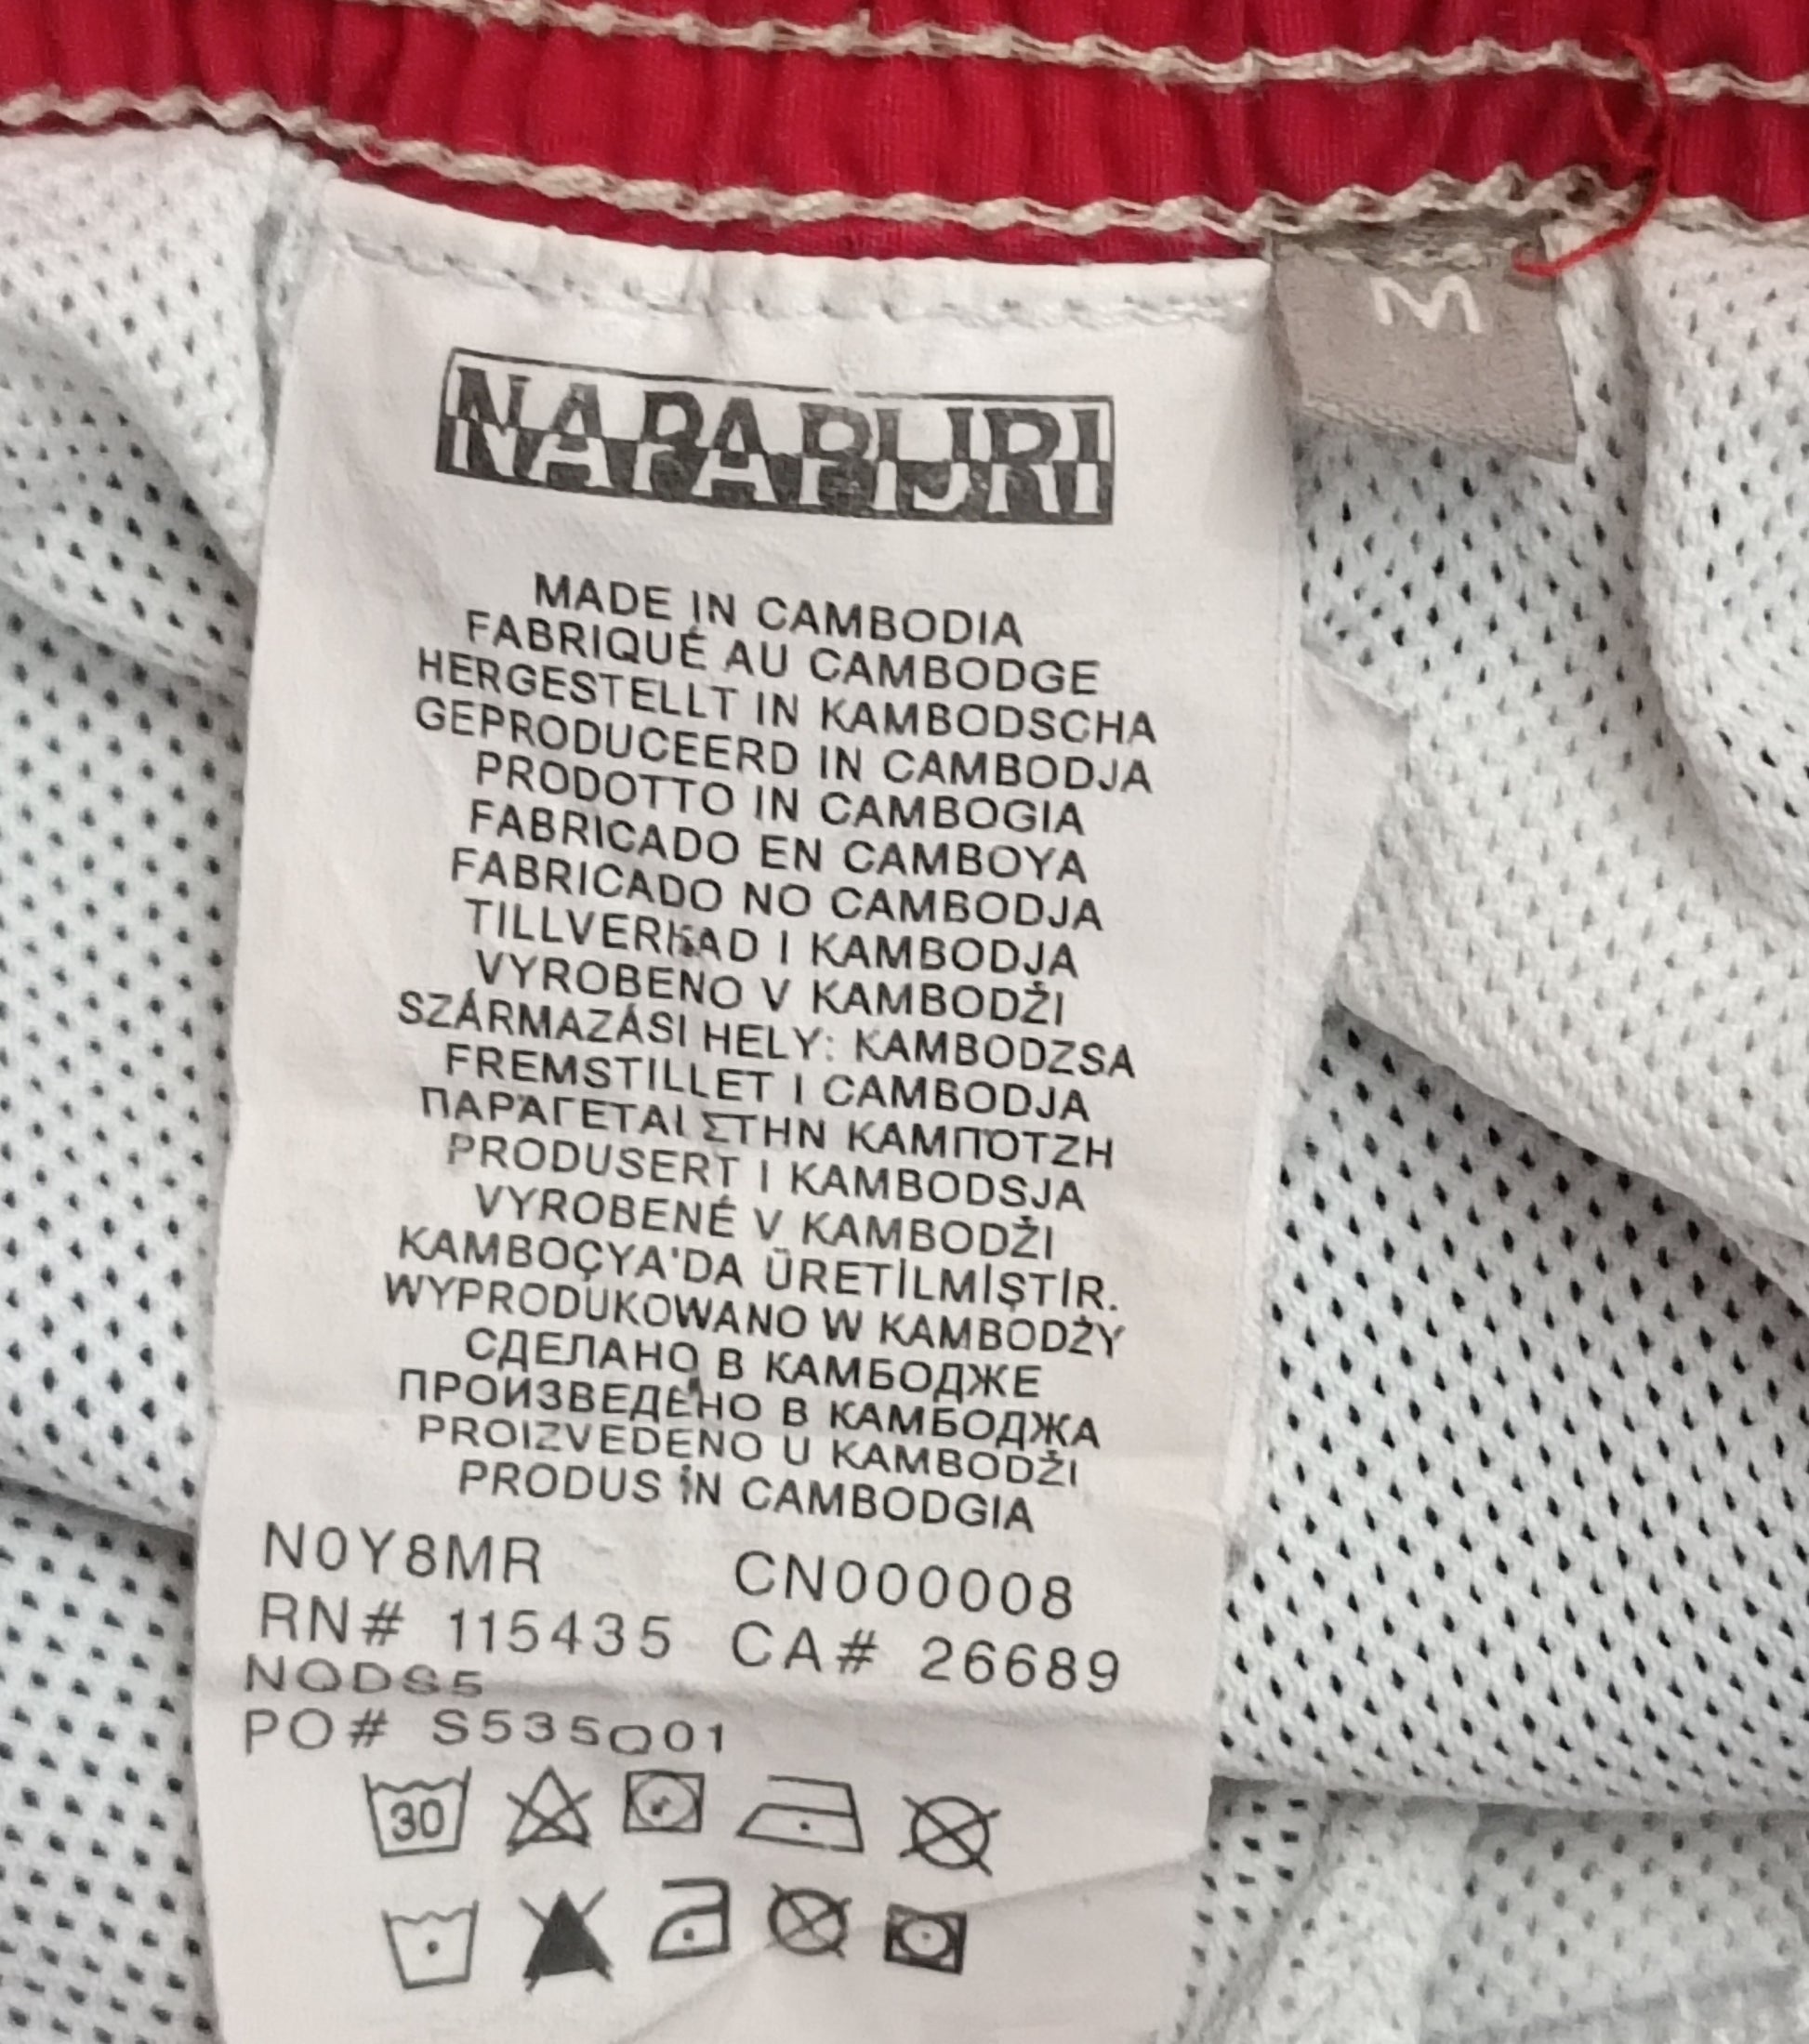 M
NAPAPIJRI
MADE IN CAMBODIA
FABRIQUÉ AU CAMBODGE
HERGESTELLT IN KAMBODSCHA
GEPRODUCEERD IN CAMBODJA
PRODOTTO IN CAMBOGIA
FABRICADO EN CAMBOYA
FABRICADO NO CAMBODJA
TILLVERKAD I KAMBODJA
VYROBENO V KAMBODŽI
SZÁRMAZÁSI HELY: KAMBODZSA
FREMSTILLET I CAMBODJA
ΠΑΡΑΓΕΤΑΙ ΣΤΗΝ ΚΑΜΠΟΤΖΗ
PRODUSERT I KAMBODSJA
VYROBENÉ V KAMBODŽI
KAMBOÇYA'DA ÜRETİLMİŞTİR.
WYPRODUKOWANO W KAMBODŻY
СДЕЛАНО В КАМБОДЖЕ
ПРОИЗВЕДЕНО В КАМБОДЖА
PROIZVEDENO U KAMBODŽI
PRODUS ÎN CAMBODGIA
N0Y8MR CN000008
RN# 115435 CA# 26689
NODS5
PO# S535001
30